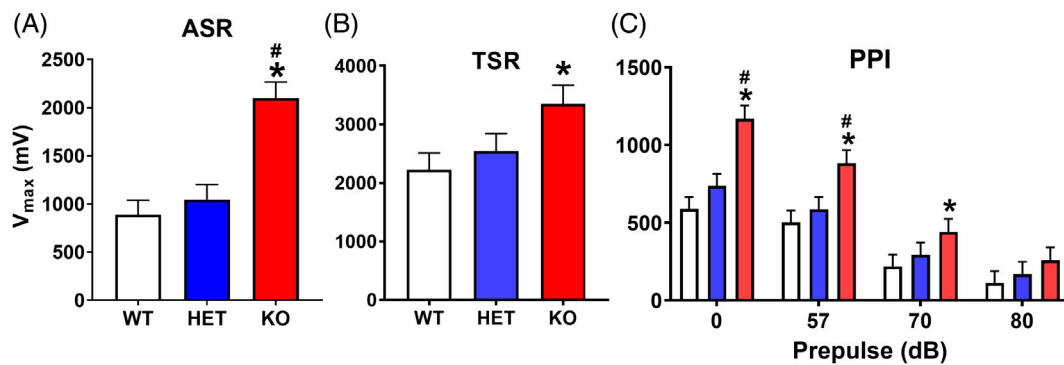 (A)
ASR
#
*
2500
2000
1500
1000
500
0
Vmax (mV)
WT HET KO
(B)
TSR
*
4000
3000
2000
1000
0
WT HET KO
(C)
PPI
#
*
#
*
*
1500
1000
500
0
0 57 70 80
Prepulse (dB)